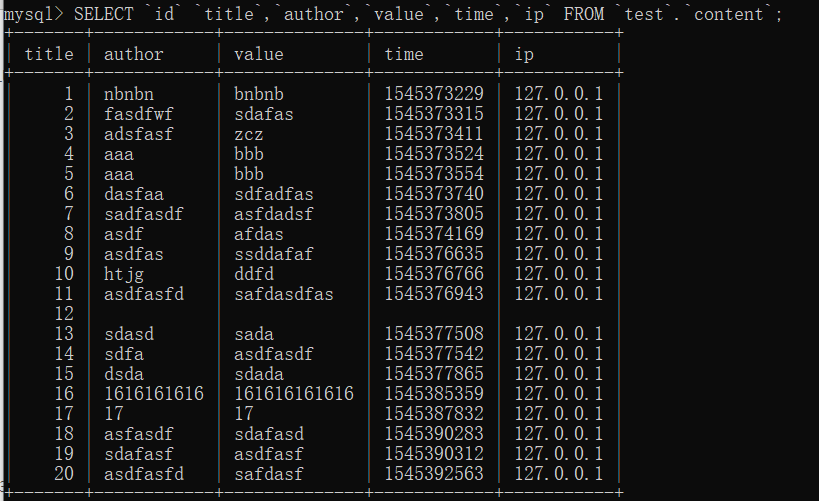 mysql> SELECT `id` `title`,`author`,`value`,`time`,`ip` FROM `test`.`content`;
+-------+------------+--------------+------------+-----------+
| title | author | value | time | ip |
+-------+------------+--------------+------------+-----------+
| 1 | nbnbn | bnbnb | 1545373229 | 127.0.0.1 |
| 2 | fasdfwf | sdafas | 1545373315 | 127.0.0.1 |
| 3 | adsfasf | zcz | 1545373411 | 127.0.0.1 |
| 4 | aaa | bbb | 1545373524 | 127.0.0.1 |
| 5 | aaa | bbb | 1545373554 | 127.0.0.1 |
| 6 | dasfaa | sdfadfas | 1545373740 | 127.0.0.1 |
| 7 | sadfasdf | asfdadsf | 1545373805 | 127.0.0.1 |
| 8 | asdf | afdas | 1545374169 | 127.0.0.1 |
| 9 | asdfas | ssddafaf | 1545376635 | 127.0.0.1 |
| 10 | htjg | ddfd | 1545376766 | 127.0.0.1 |
| 11 | asdfasfd | safdasdfas | 1545376943 | 127.0.0.1 |
| 12 | | | | |
| 13 | sdasd | sada | 1545377508 | 127.0.0.1 |
| 14 | sdfa | asdfasdf | 1545377542 | 127.0.0.1 |
| 15 | dsda | sdada | 1545377865 | 127.0.0.1 |
| 16 | 1616161616 | 161616161616 | 1545385359 | 127.0.0.1 |
| 17 | 17 | 17 | 1545387832 | 127.0.0.1 |
| 18 | asfasdf | sdafasd | 1545390283 | 127.0.0.1 |
| 19 | sdafasf | asdfasf | 1545390312 | 127.0.0.1 |
| 20 | asdfasfd | safdasf | 1545392563 | 127.0.0.1 |
+-------+------------+--------------+------------+-----------+